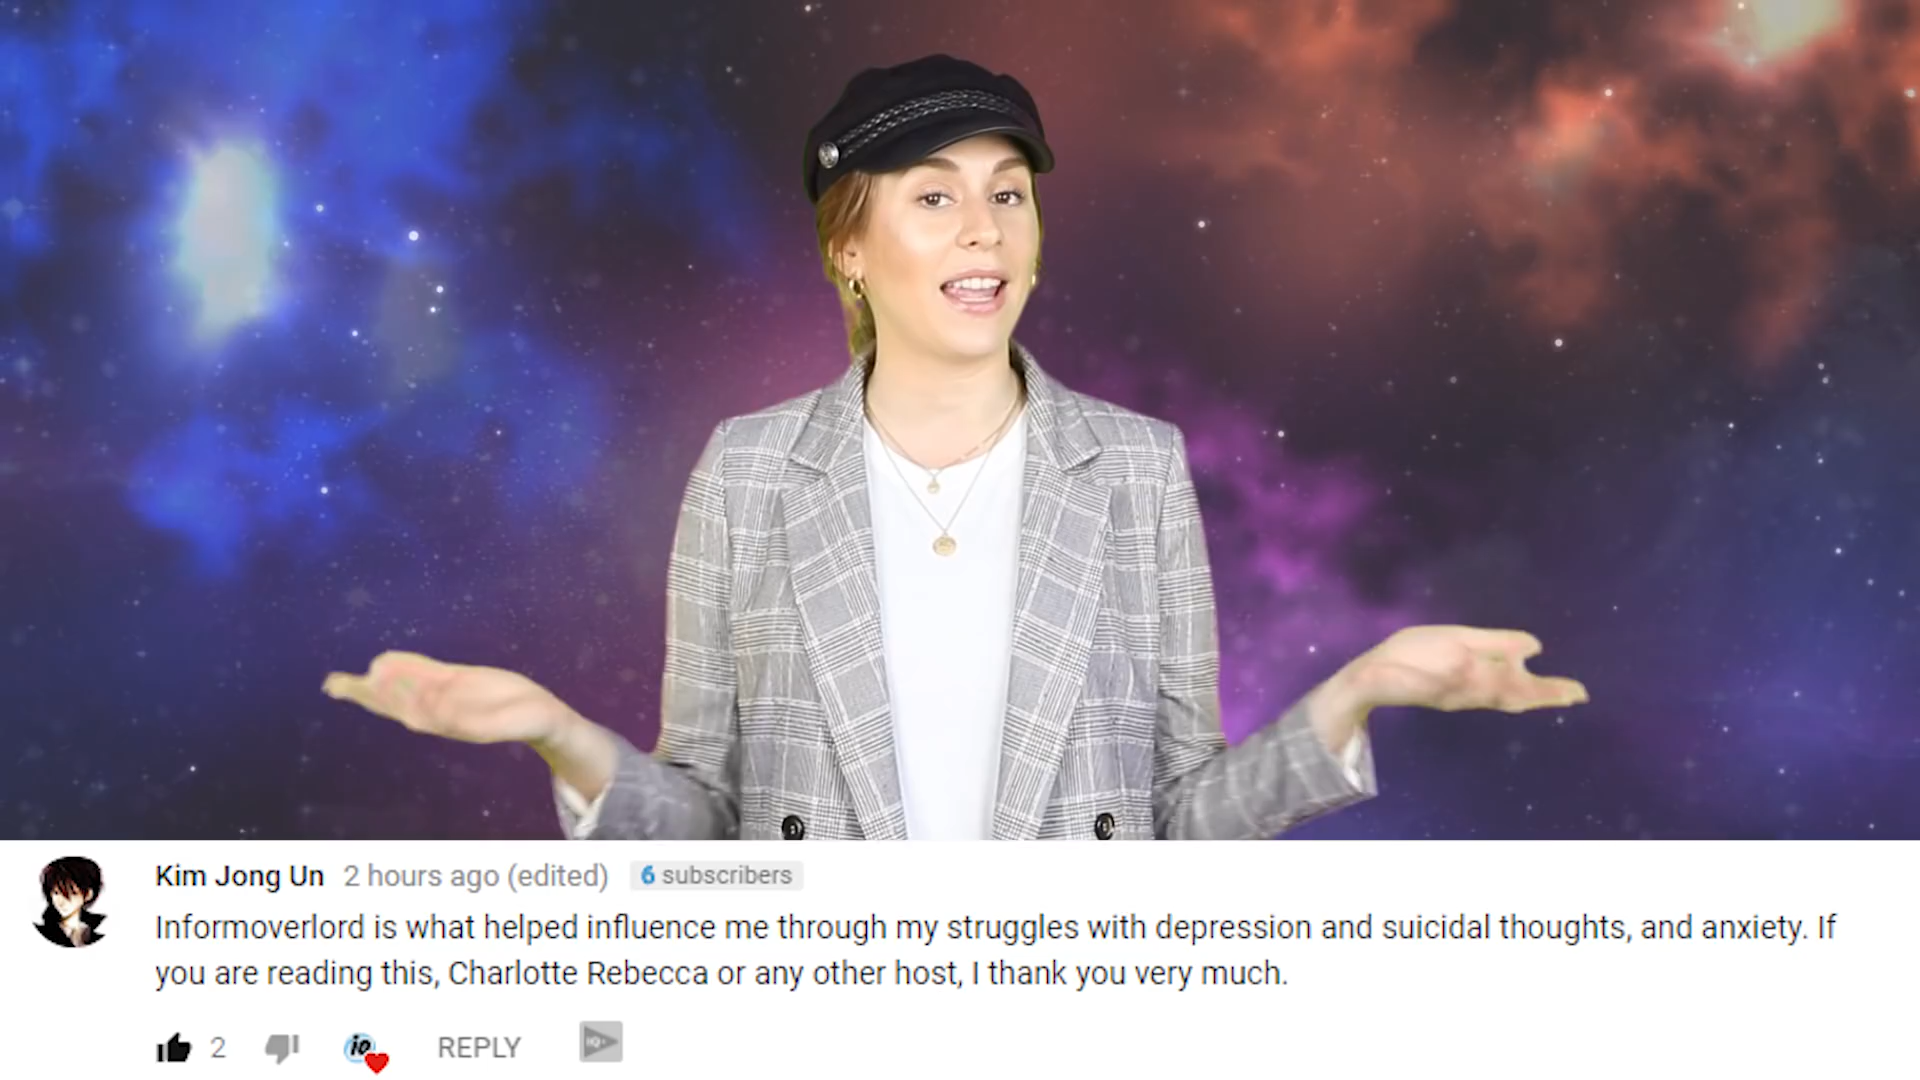 Kim Jong Un 2 hours ago (edited) 6 subscribers
Informoverlord is what helped influence me through my struggles with depression and suicidal thoughts, and anxiety. If
you are reading this, Charlotte Rebecca or any other host, I thank you very much.
2 io REPLY IQ+